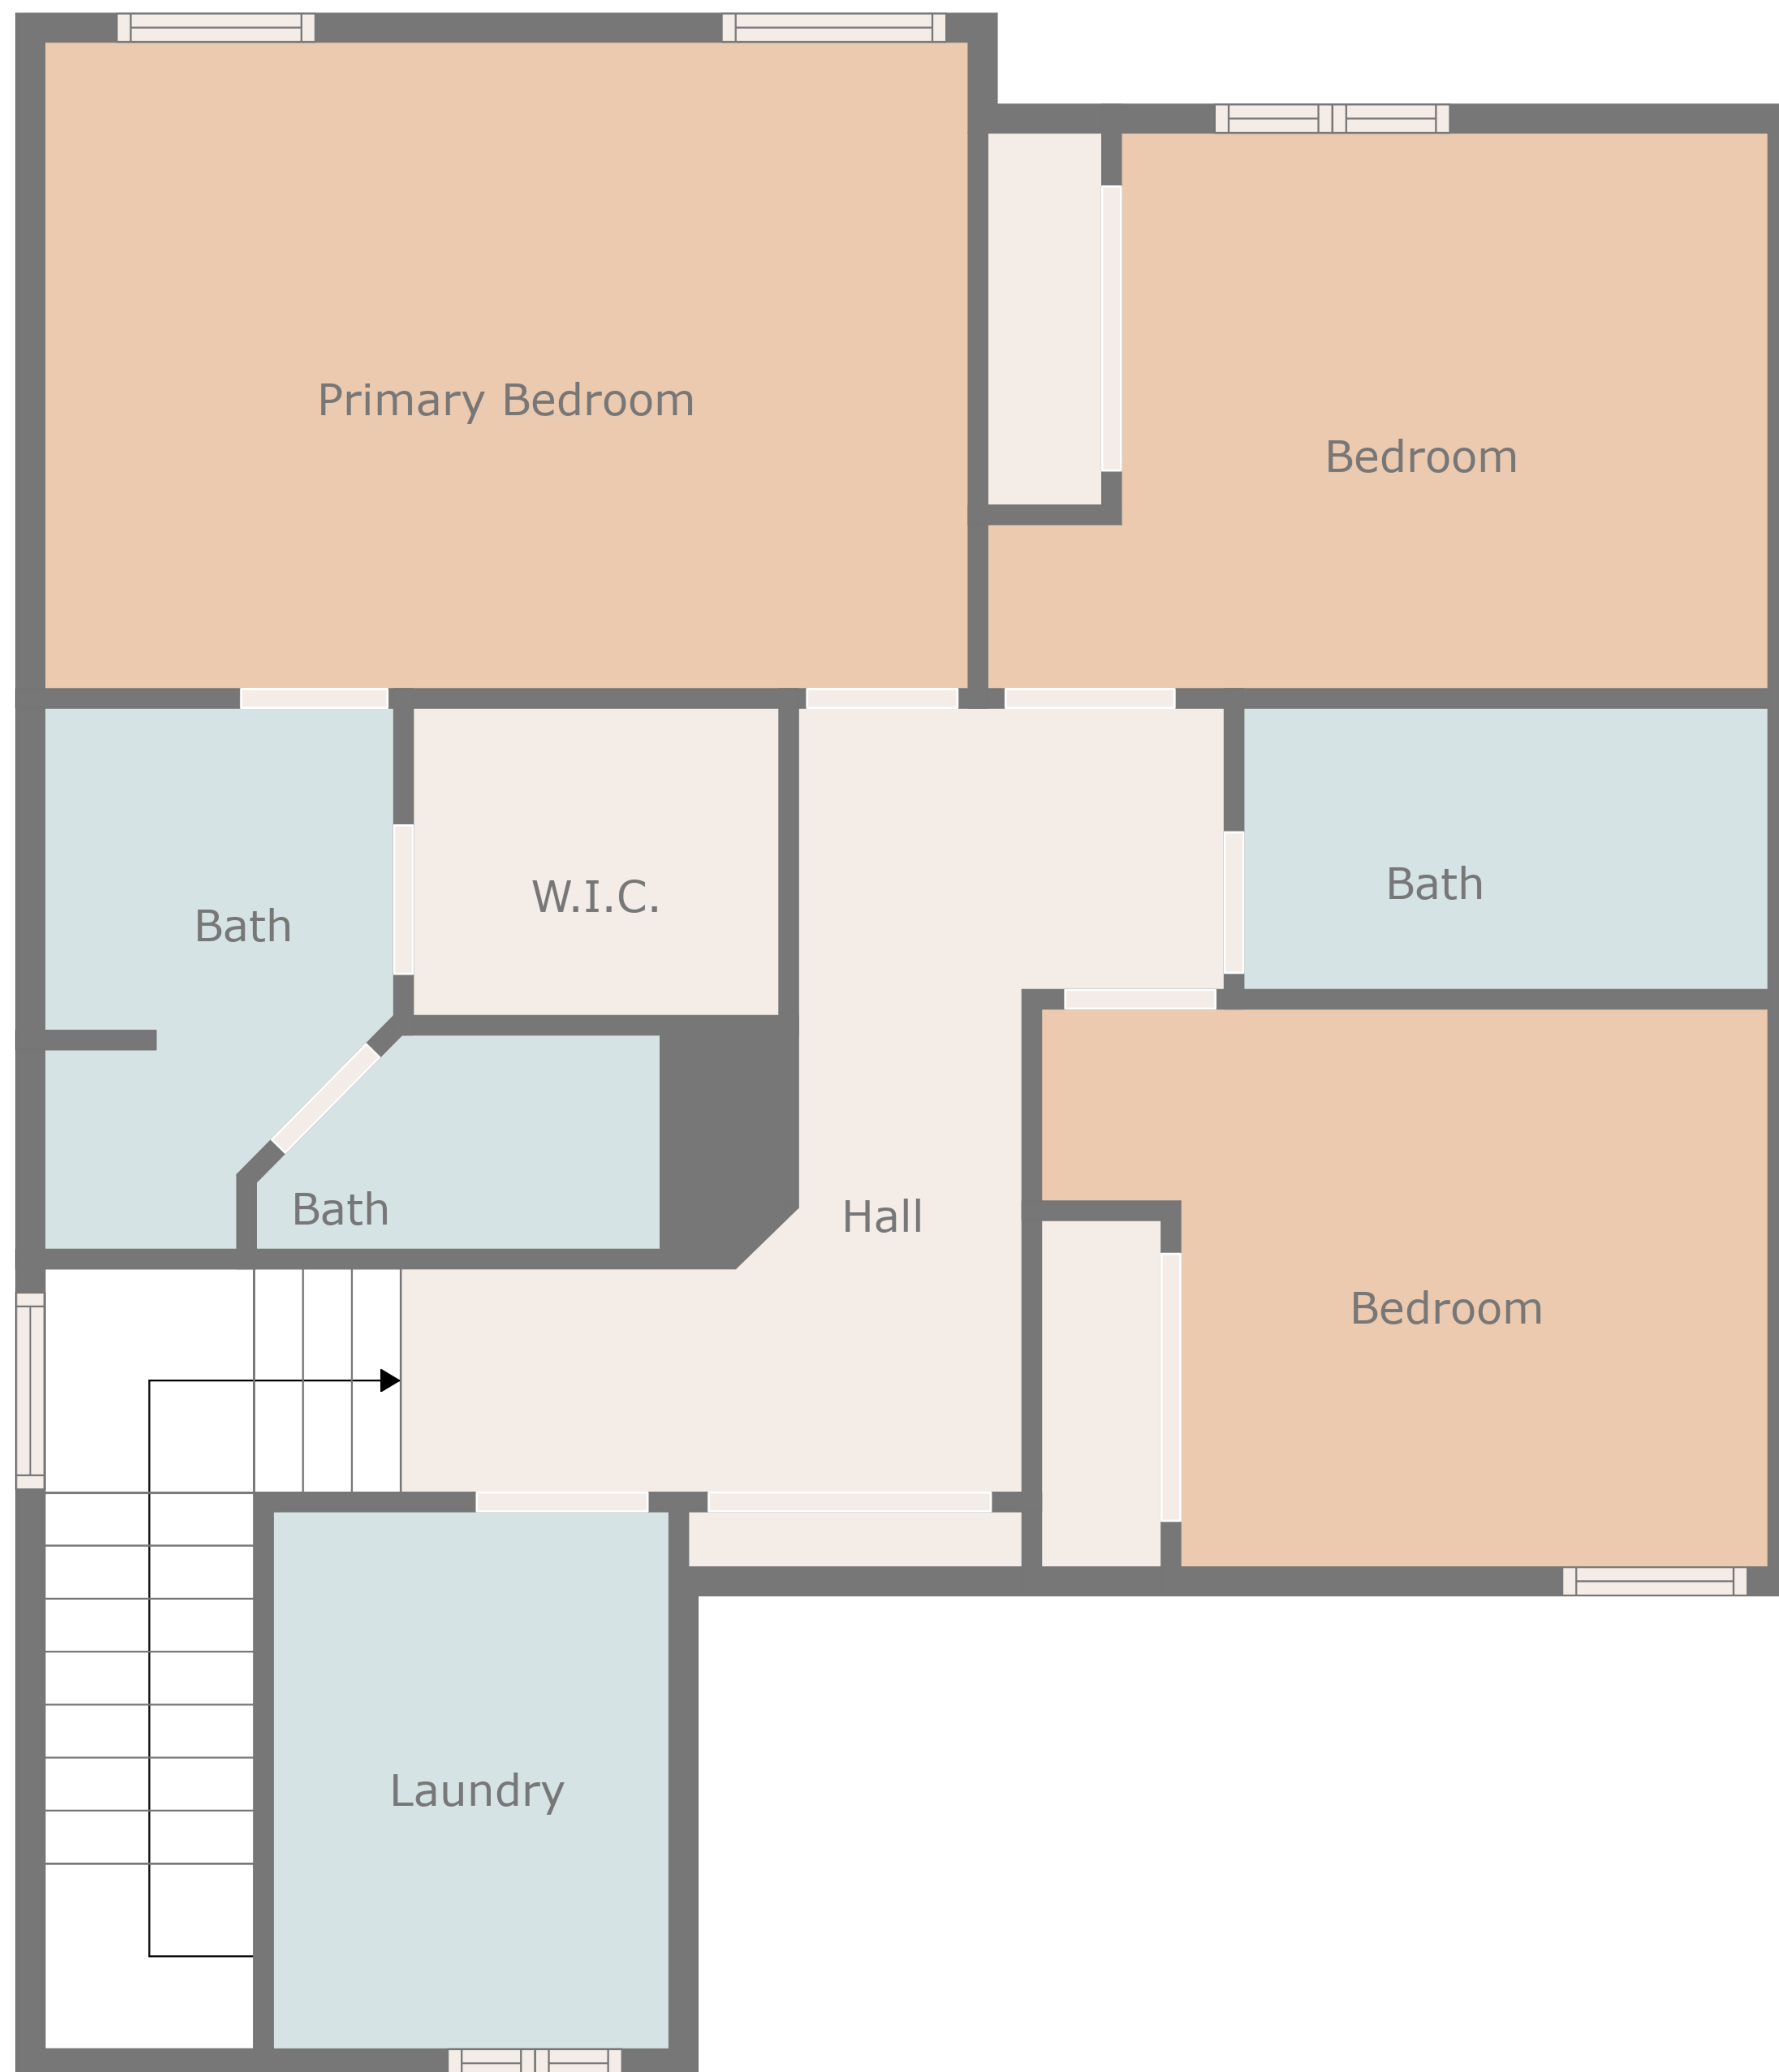 Primary Bedroom
Bedroom
Bath
W.I.C.
Bath
Bath
Hall
Bedroom
Laundry